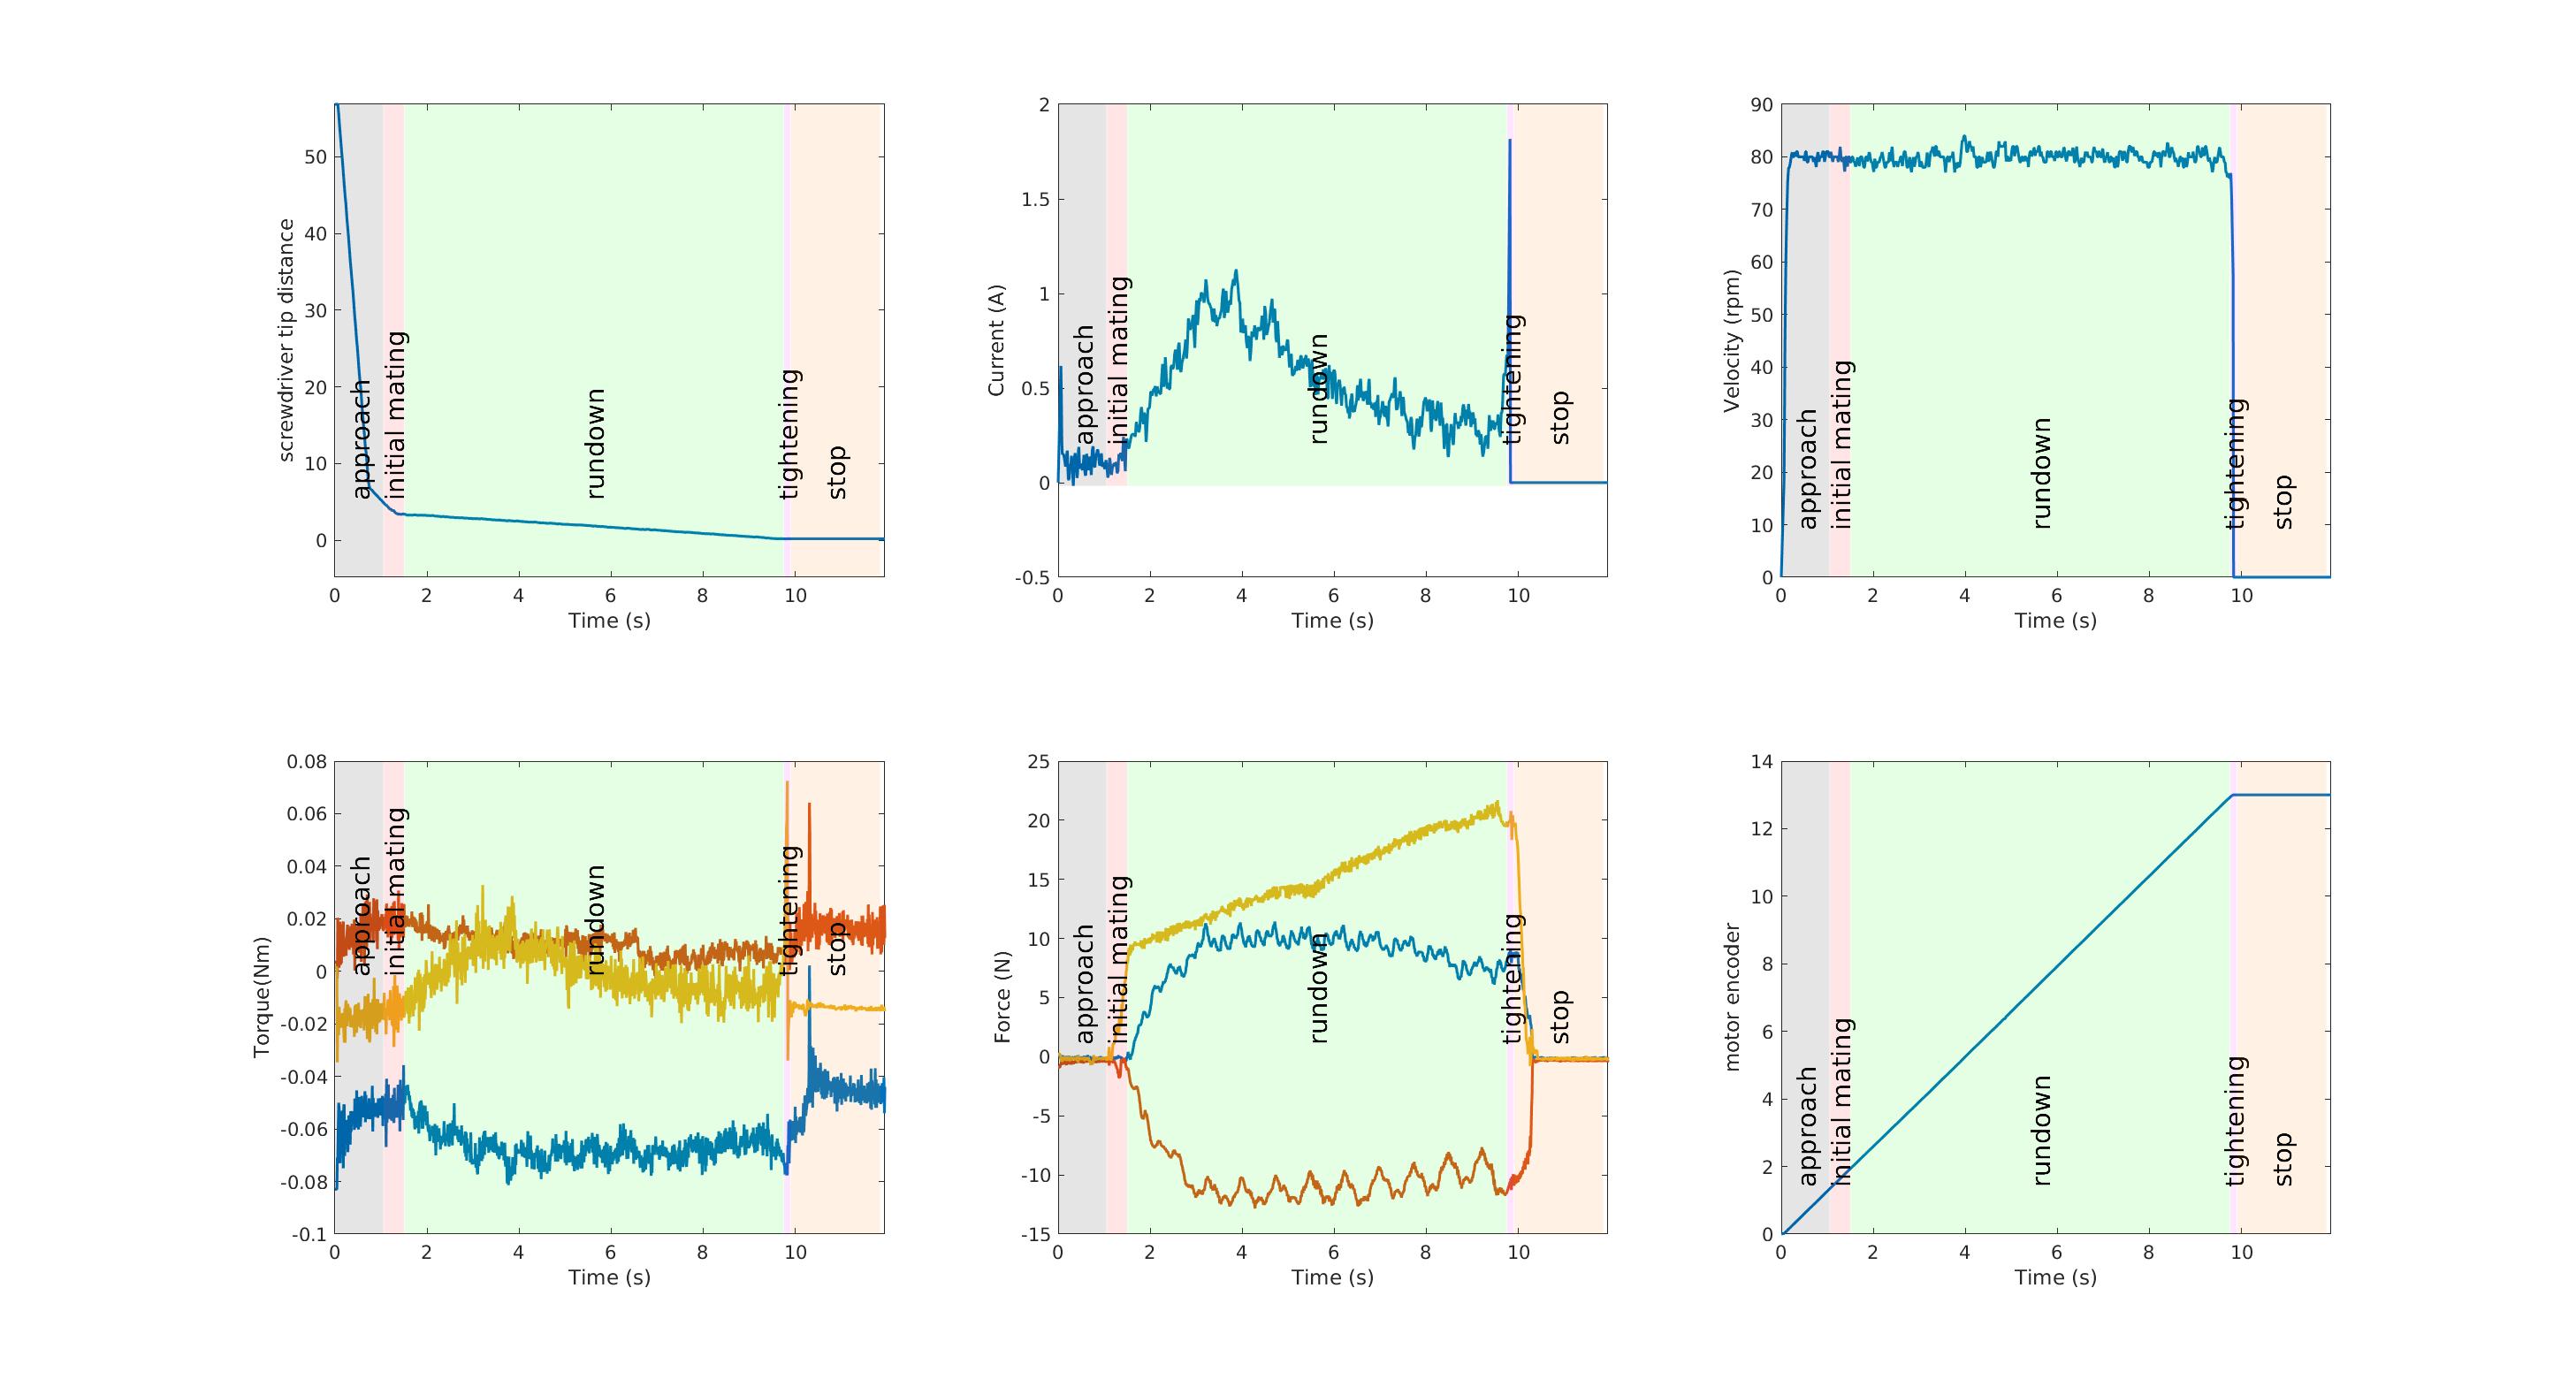 screwdriver tip distance
50
40
30
20
10
0
approach
initial mating
rundown
tightening
stop
0 2 4 6 8 10
Time (s)
Current (A)
2
1.5
1
0.5
0
-0.5
approach
initial mating
rundown
tightening
stop
0 2 4 6 8 10
Time (s)
Velocity (rpm)
90
80
70
60
50
40
30
20
10
0
approach
initial mating
rundown
tightening
stop
0 2 4 6 8 10
Time (s)
Torque(Nm)
0.08
0.06
0.04
0.02
0
-0.02
-0.04
-0.06
-0.08
-0.1
approach
initial mating
rundown
tightening
stop
0 2 4 6 8 10
Time (s)
Force (N)
25
20
15
10
5
0
-5
-10
-15
approach
initial mating
rundown
tightening
stop
0 2 4 6 8 10
Time (s)
motor encoder
14
12
10
8
6
4
2
0
approach
initial mating
rundown
tightening
stop
0 2 4 6 8 10
Time (s)